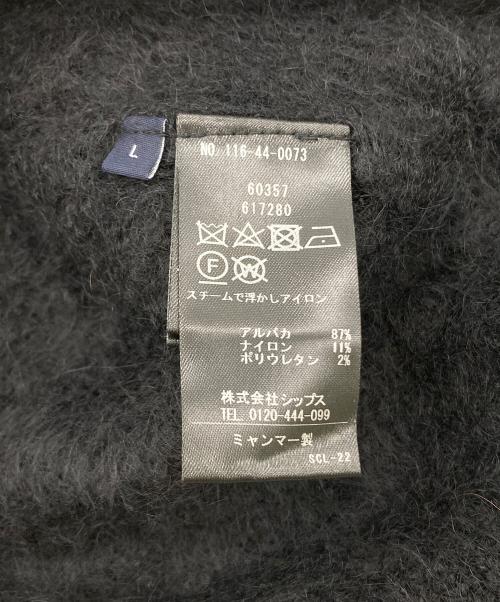 L
NO. 116-44-0073
60357
617280
F W
スチームで浮かしアイロン
アルパカ 87%
ナイロン 11%
ポリウレタン 2%
株式会社シップス
TEL. 0120-444-099
ミャンマー製
SCL-22